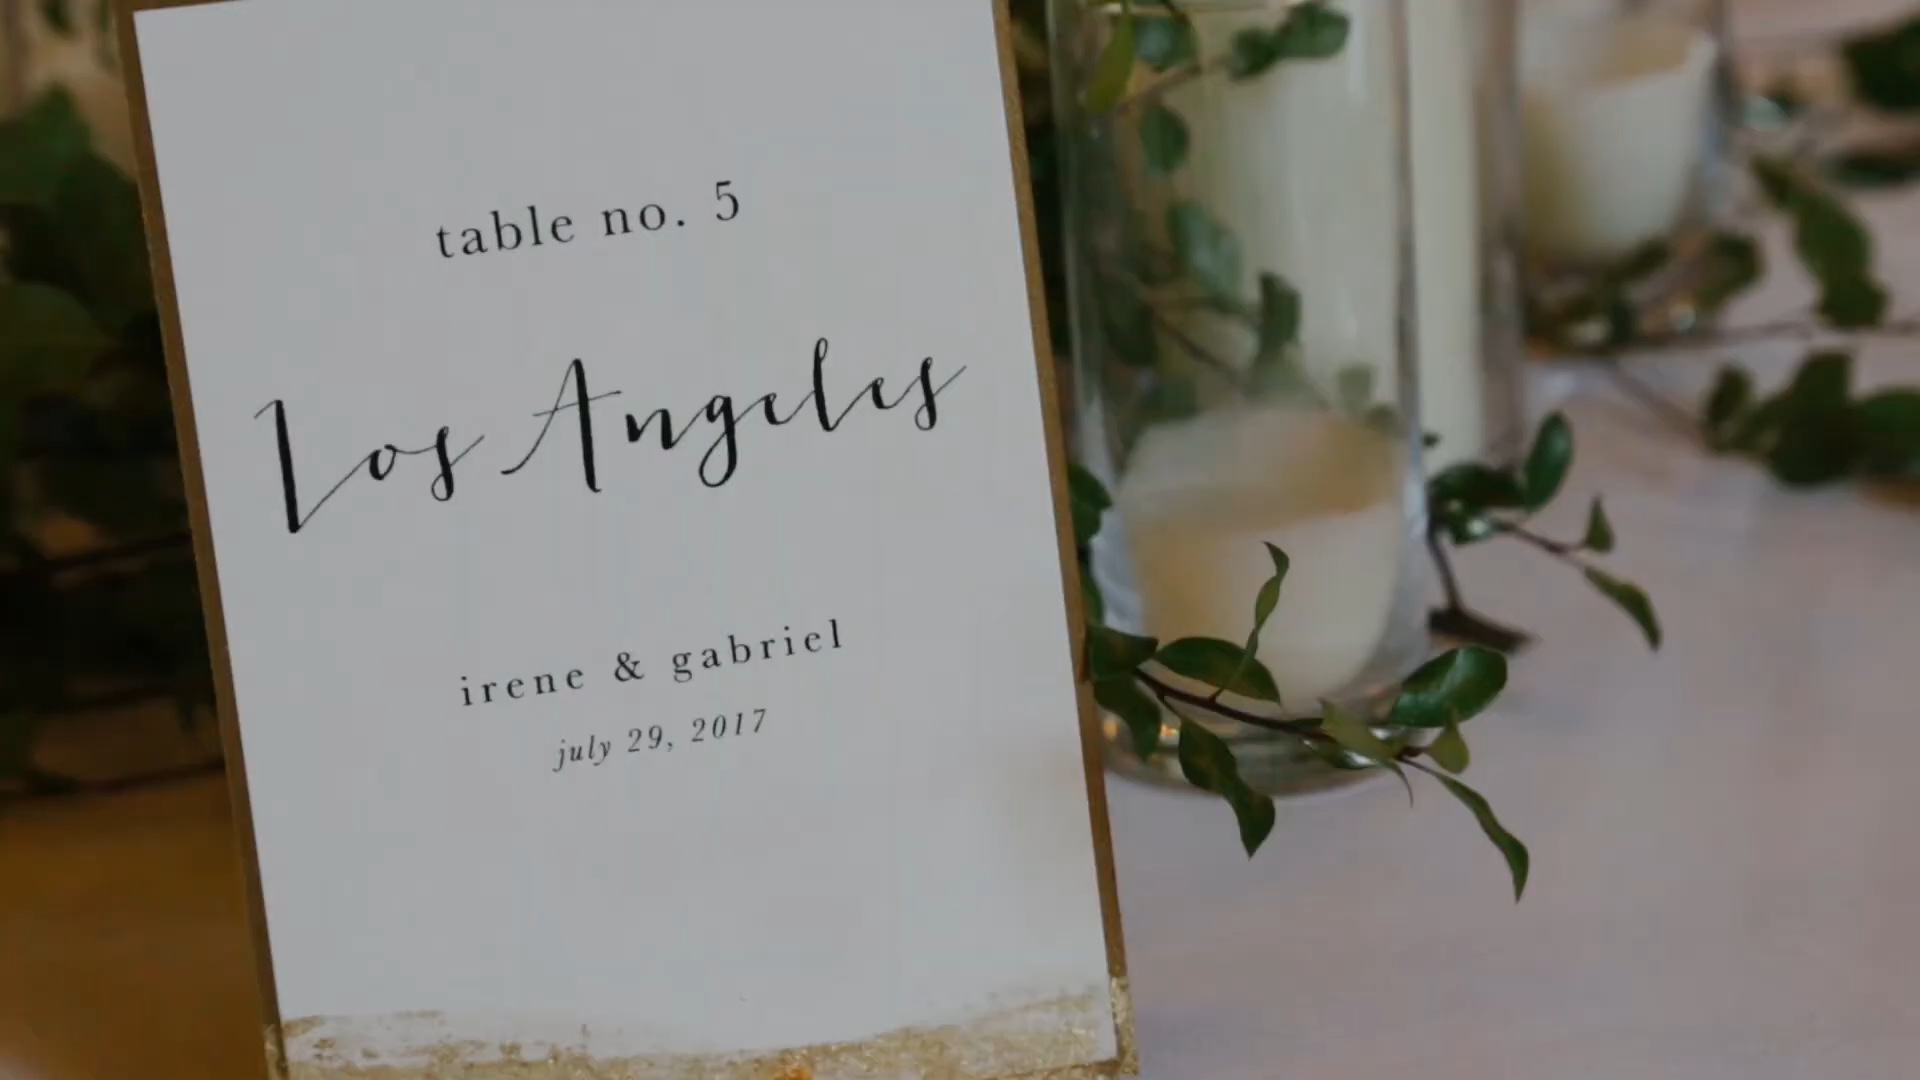 table no. 5
Los Angeles
irene & gabriel
july 29, 2017